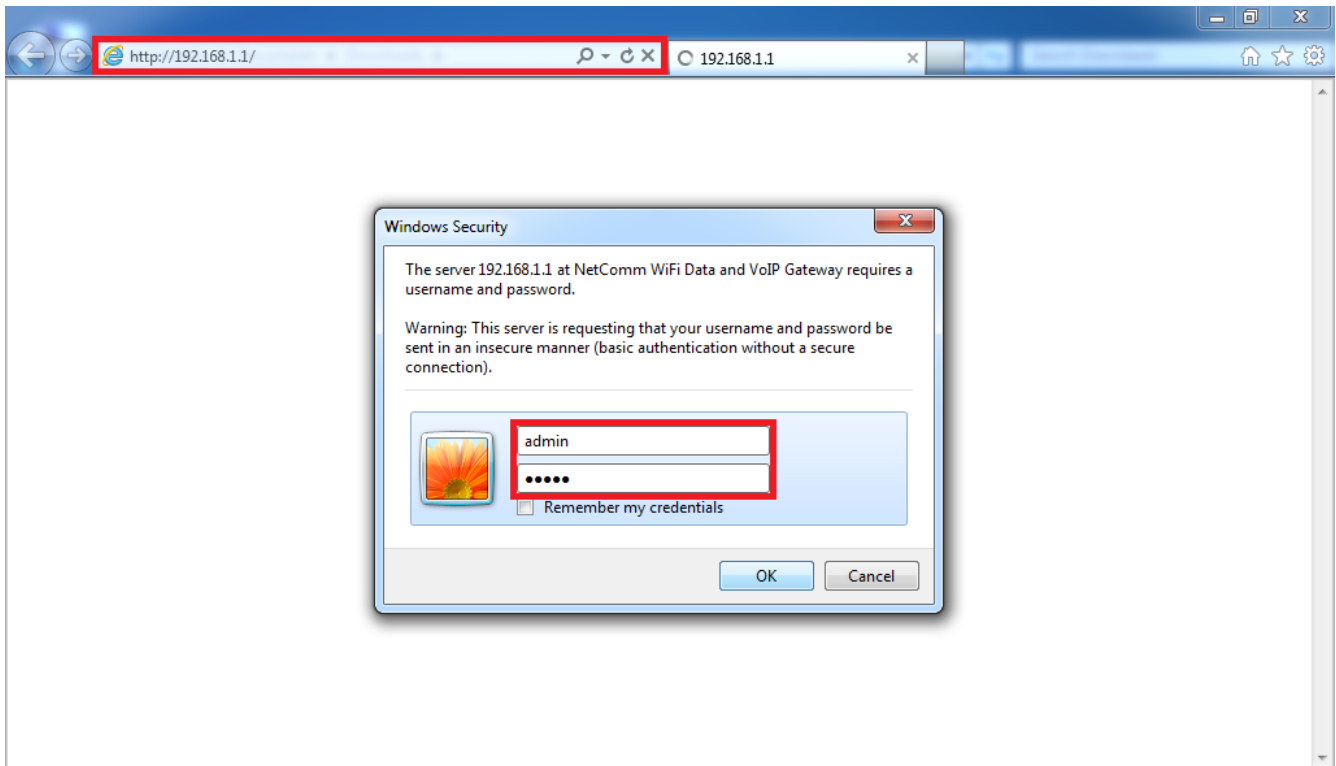 http://192.168.1.1/
192.168.1.1
Windows Security
The server 192.168.1.1 at NetComm WiFi Data and VoIP Gateway requires a
username and password.
Warning: This server is requesting that your username and password be
sent in an insecure manner (basic authentication without a secure
connection).
admin
•••••
Remember my credentials
OK
Cancel